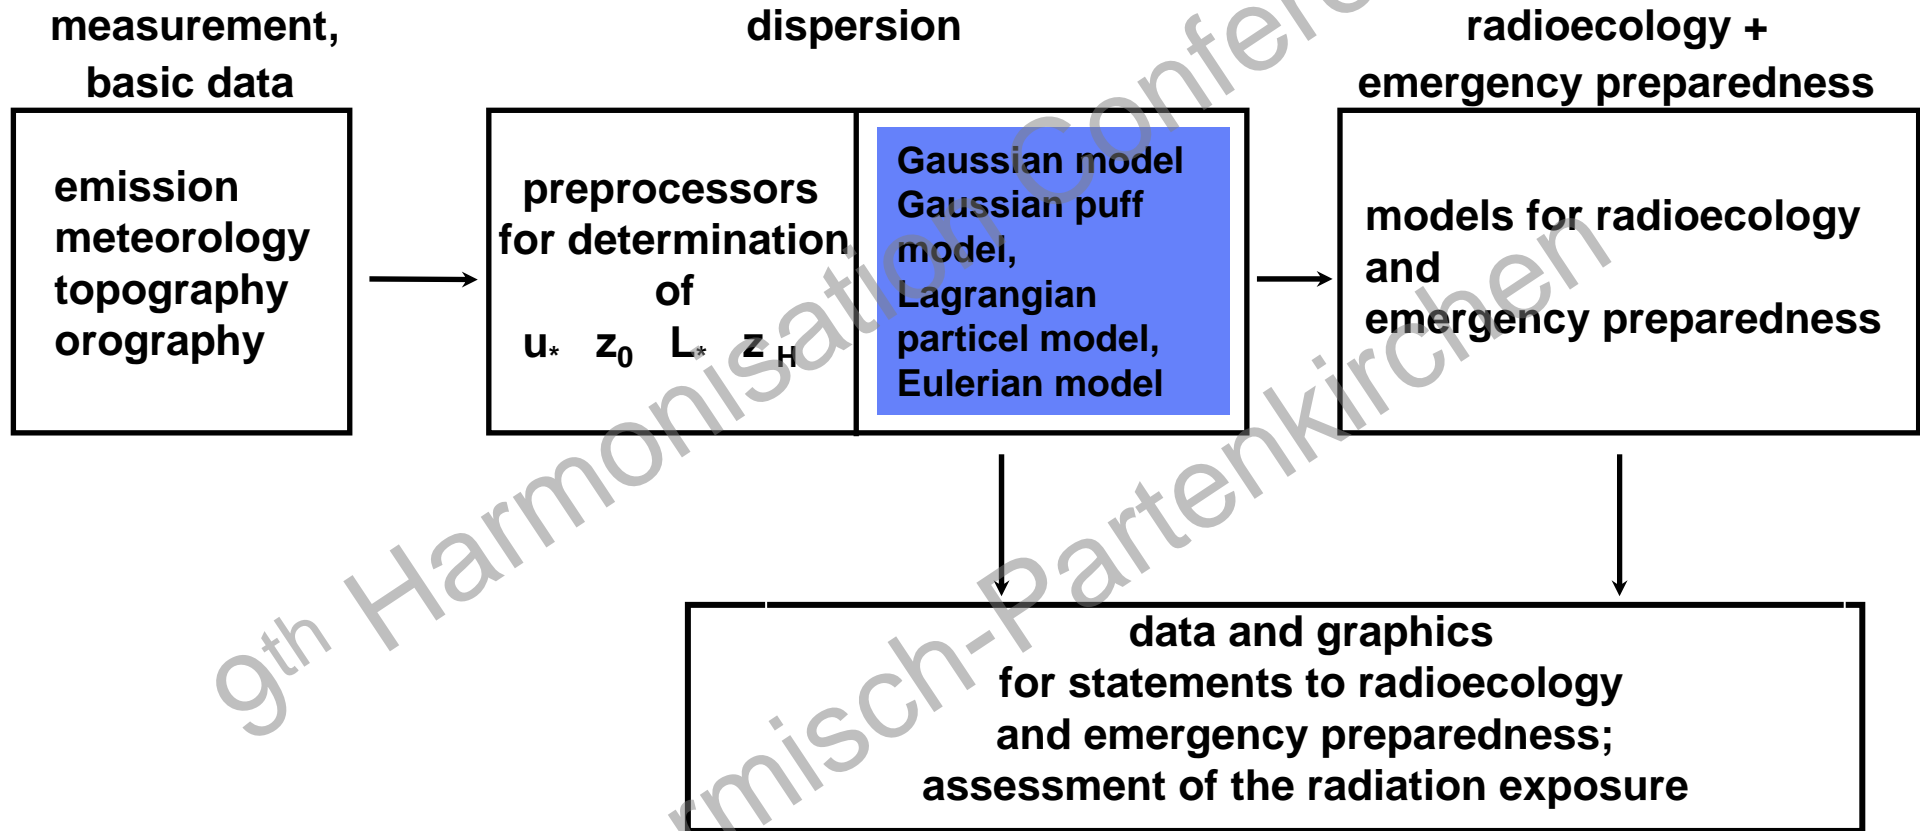 measurement,
basic data
dispersion
radioecology +
emergency preparedness
emission
meteorology
topography
orography
preprocessors
for determination
of
u* z0 L* z H
Gaussian model
Gaussian puff
model,
Lagrangian
particel model,
Eulerian model
models for radioecology
and
emergency preparedness
data and graphics
for statements to radioecology
and emergency preparedness;
assessment of the radiation exposure
9th Harmonisation Confere
rmisch-Partenkirchen